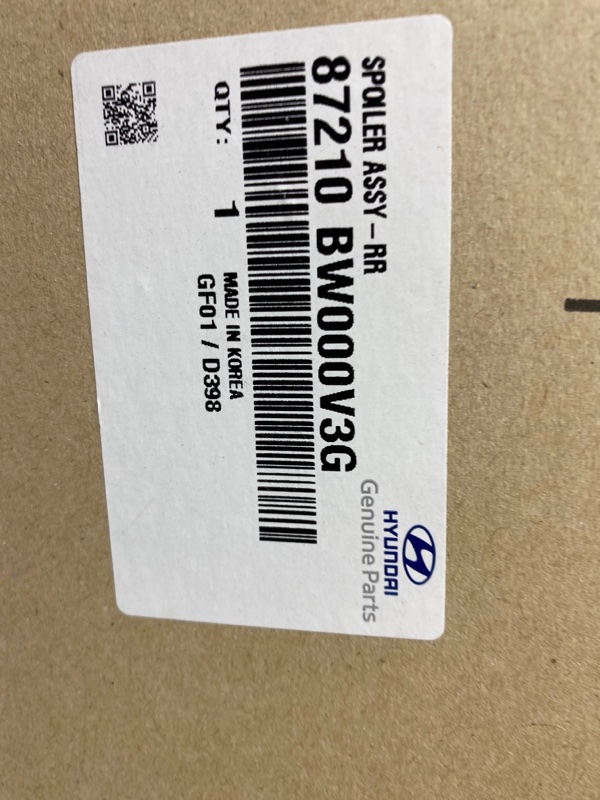 SPOILER ASSY-RR
87210 BW000V3G
QTY: 1
MADE IN KOREA
GF01 / D398
HYUNDAI
Genuine Parts